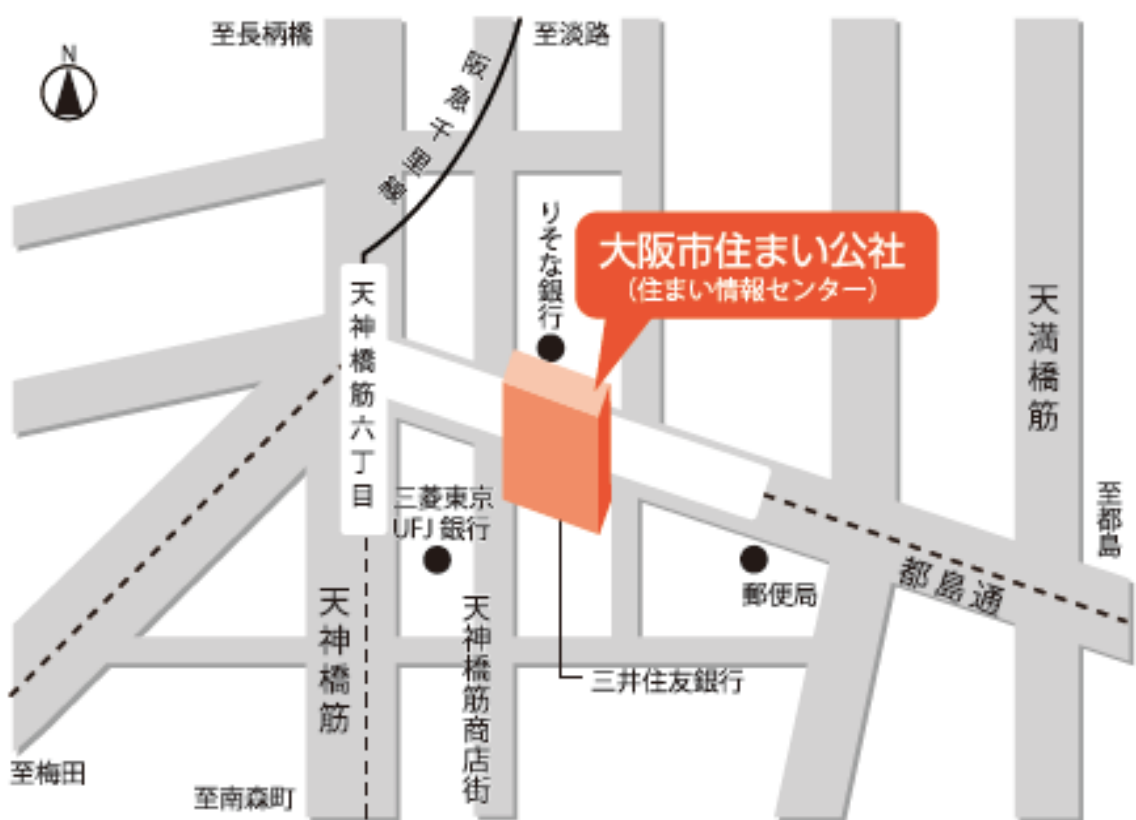 至長柄橋
至淡路
N
阪急千里線
りそな銀行
大阪市住まい公社
（住まい情報センター）
天神橋筋六丁目
天満橋筋
三菱東京
UFJ 銀行
至都島
都島通
郵便局
天神橋筋
天神橋筋商店街
三井住友銀行
至梅田
至南森町